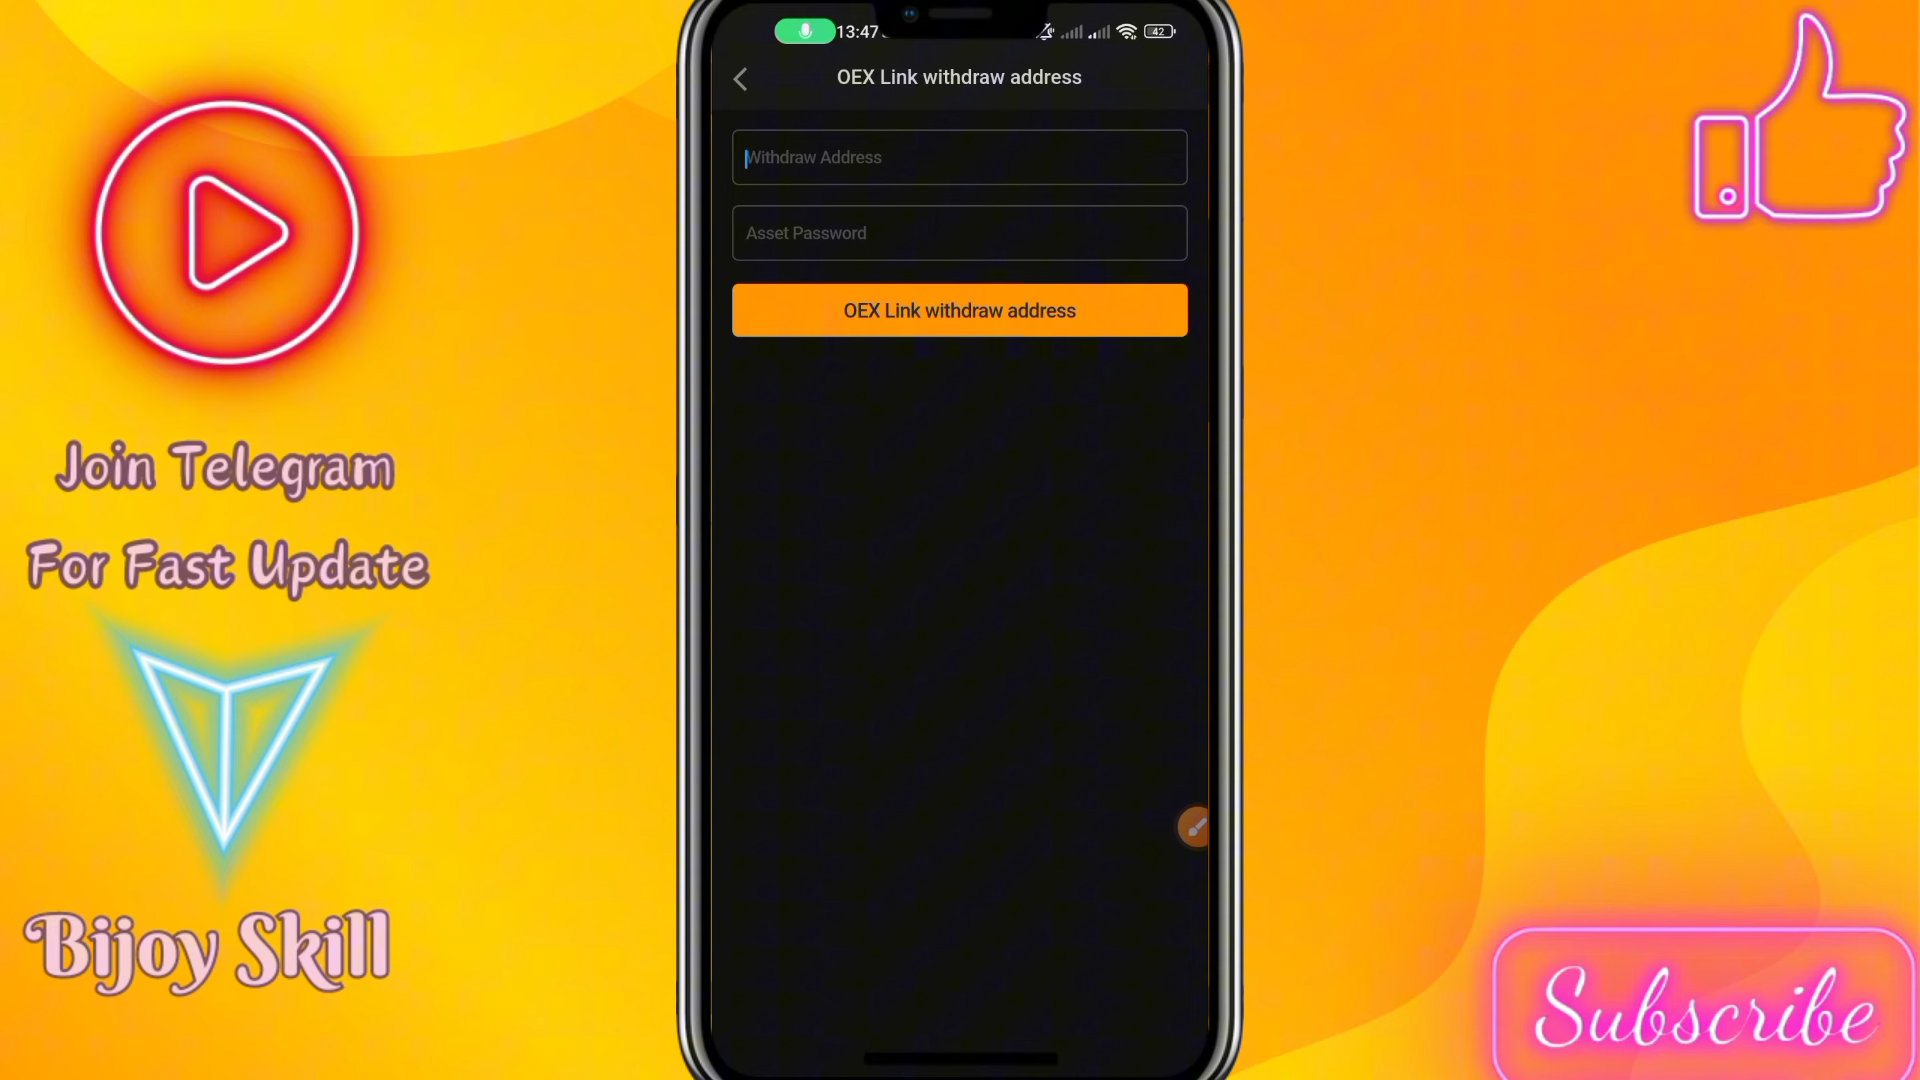 13:47
42
OEX Link withdraw address
Withdraw Address
Asset Password
OEX Link withdraw address
Join Telegram
For Fast Update
Bijoy Skill
Subscribe